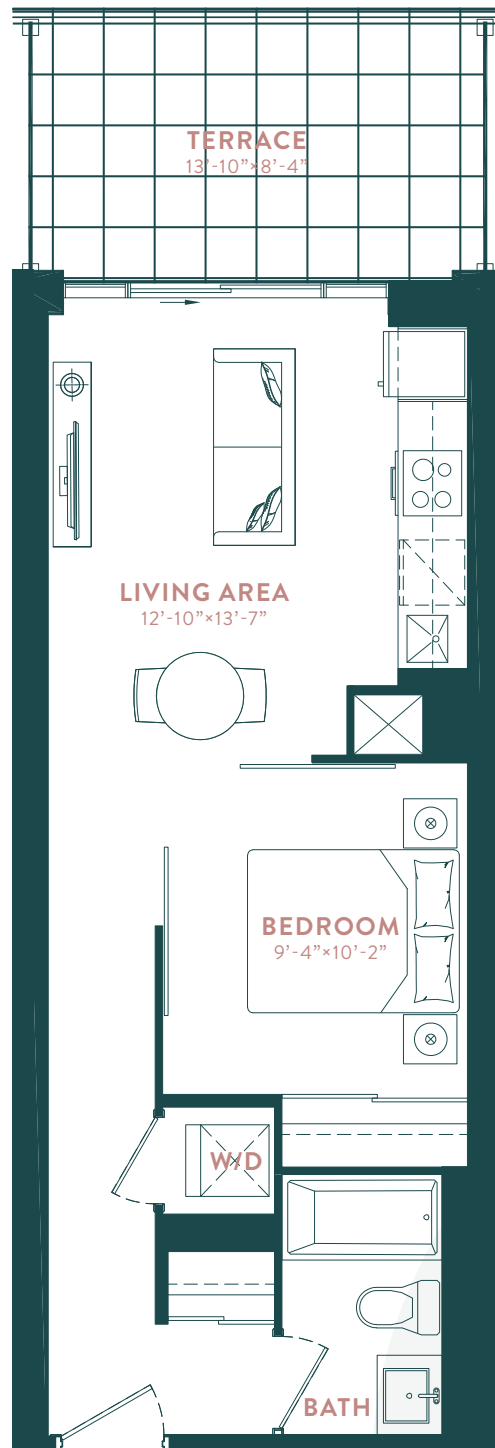 TERRACE
13’-10”×8’-4”
LIVING AREA
12’-10”×13’-7”
BEDROOM
9’-4”×10’-2”
W/D
BATH